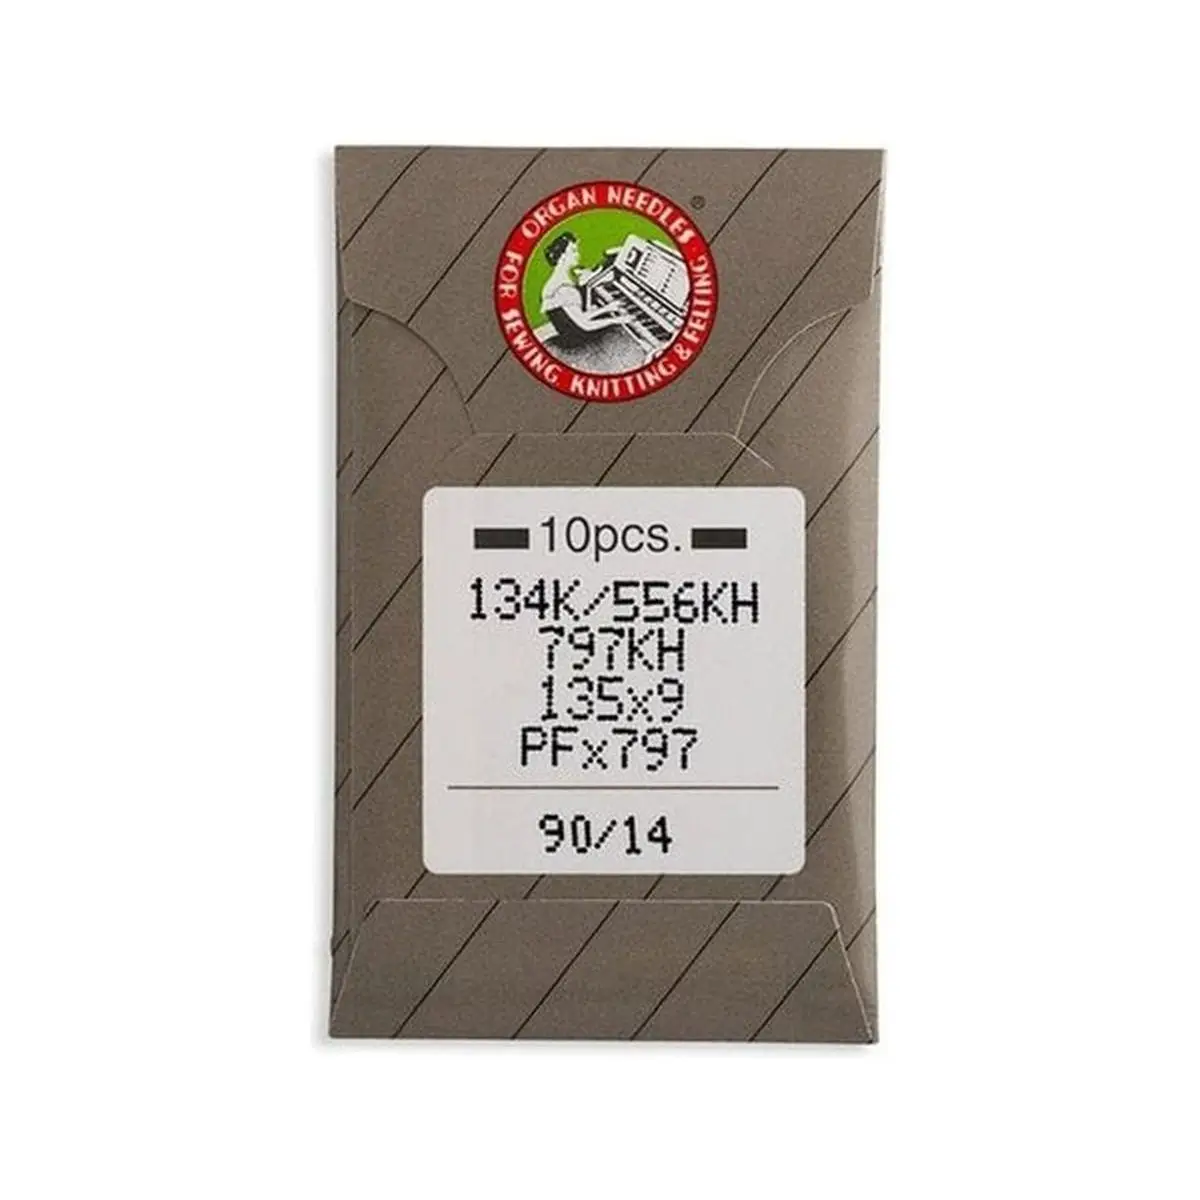 · ORGAN NEEDLES · ®
FOR SEWING, KNITTING & FELTING
10pcs.
134K/556KH
797KH
135x9
PFx797
90/14